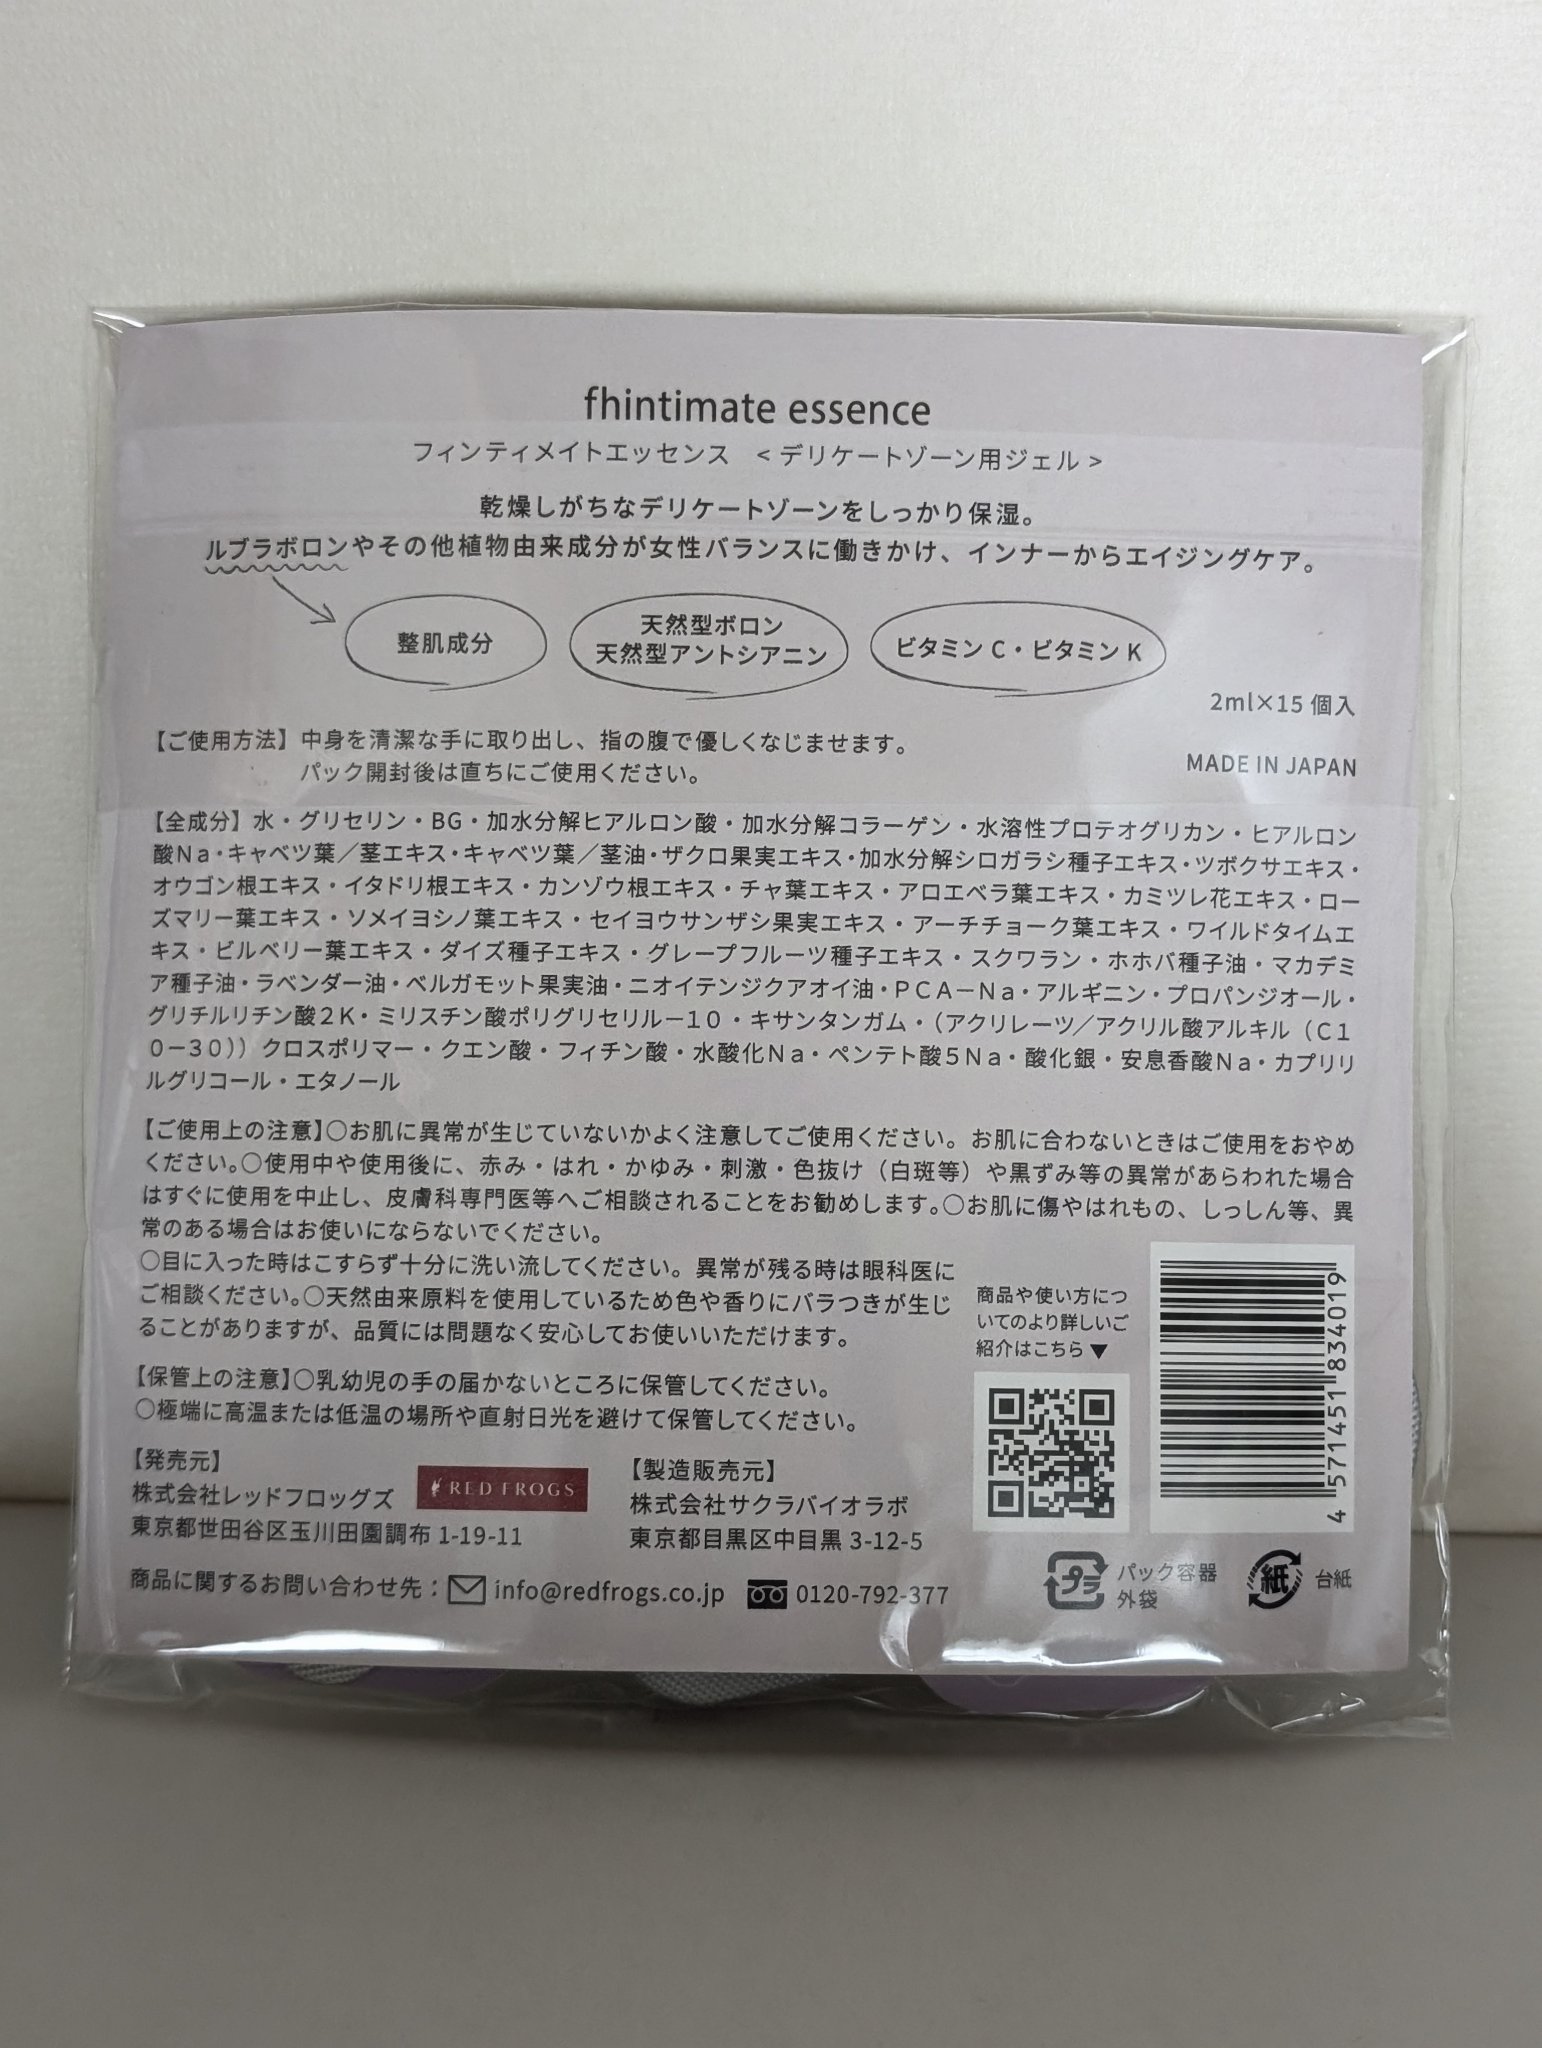 fhintimate essence
フィンティメイトエッセンス ＜デリケートゾーン用ジェル＞
乾燥しがちなデリケートゾーンをしっかり保湿。
ルブラボロンやその他植物由来成分が女性バランスに働きかけ、インナーからエイジングケア。
整肌成分
天然型ボロン
天然型アントシアニン
ビタミンC・ビタミンK
2ml×15個入
【ご使用方法】中身を清潔な手に取り出し、指の腹で優しくなじませます。
パック開封後は直ちにご使用ください。
MADE IN JAPAN
【全成分】水・グリセリン・BG・加水分解ヒアルロン酸・加水分解コラーゲン・水溶性プロテオグリカン・ヒアルロン
酸Ｎａ・キャベツ葉／茎エキス・キャベツ葉／茎油・ザクロ果実エキス・加水分解シロガラシ種子エキス・ツボクサエキス・
オウゴン根エキス・イタドリ根エキス・カンゾウ根エキス・チャ葉エキス・アロエベラ葉エキス・カミツレ花エキス・ロー
ズマリー葉エキス・ソメイヨシノ葉エキス・セイヨウサンザシ果実エキス・アーチチョーク葉エキス・ワイルドタイムエ
キス・ビルベリー葉エキス・ダイズ種子エキス・グレープフルーツ種子エキス・スクワラン・ホホバ種子油・マカデミ
ア種子油・ラベンダー油・ベルガモット果実油・ニオイテンジクアオイ油・ＰＣＡ－Ｎａ・アルギニン・プロパンジオール・
グリチルリチン酸２Ｋ・ミリスチン酸ポリグリセリル－１０・キサンタンガム・（アクリレーツ／アクリル酸アルキル（Ｃ１
０－３０））クロスポリマー・クエン酸・フィチン酸・水酸化Ｎａ・ペンテト酸５Ｎａ・酸化銀・安息香酸Ｎａ・カプリリ
ルグリコール・エタノール
【ご使用上の注意】○お肌に異常が生じていないかよく注意してご使用ください。お肌に合わないときはご使用をおやめ
ください。○使用中や使用後に、赤み・はれ・かゆみ・刺激・色抜け（白斑等）や黒ずみ等の異常があらわれた場合
はすぐに使用を中止し、皮膚科専門医等へご相談されることをお勧めします。○お肌に傷やはれもの、しっしん等、異
常のある場合はお使いにならないでください。
○目に入った時はこすらず十分に洗い流してください。異常が残る時は眼科医に
ご相談ください。○天然由来原料を使用しているため色や香りにバラつきが生じ
ることがありますが、品質には問題なく安心してお使いいただけます。
商品や使い方につ
いてのより詳しいご
紹介はこちら▼
4 571451 834019
【保管上の注意】○乳幼児の手の届かないところに保管してください。
○極端に高温または低温の場所や直射日光を避けて保管してください。
【発売元】
株式会社レッドフロッグズ
東京都世田谷区玉川田園調布 1-19-11
RED FROGS
【製造販売元】
株式会社サクラバイオラボ
東京都目黒区中目黒 3-12-5
商品に関するお問い合わせ先：info@redfrogs.co.jp 0120-792-377
プラ
パック容器
外袋
紙
台紙